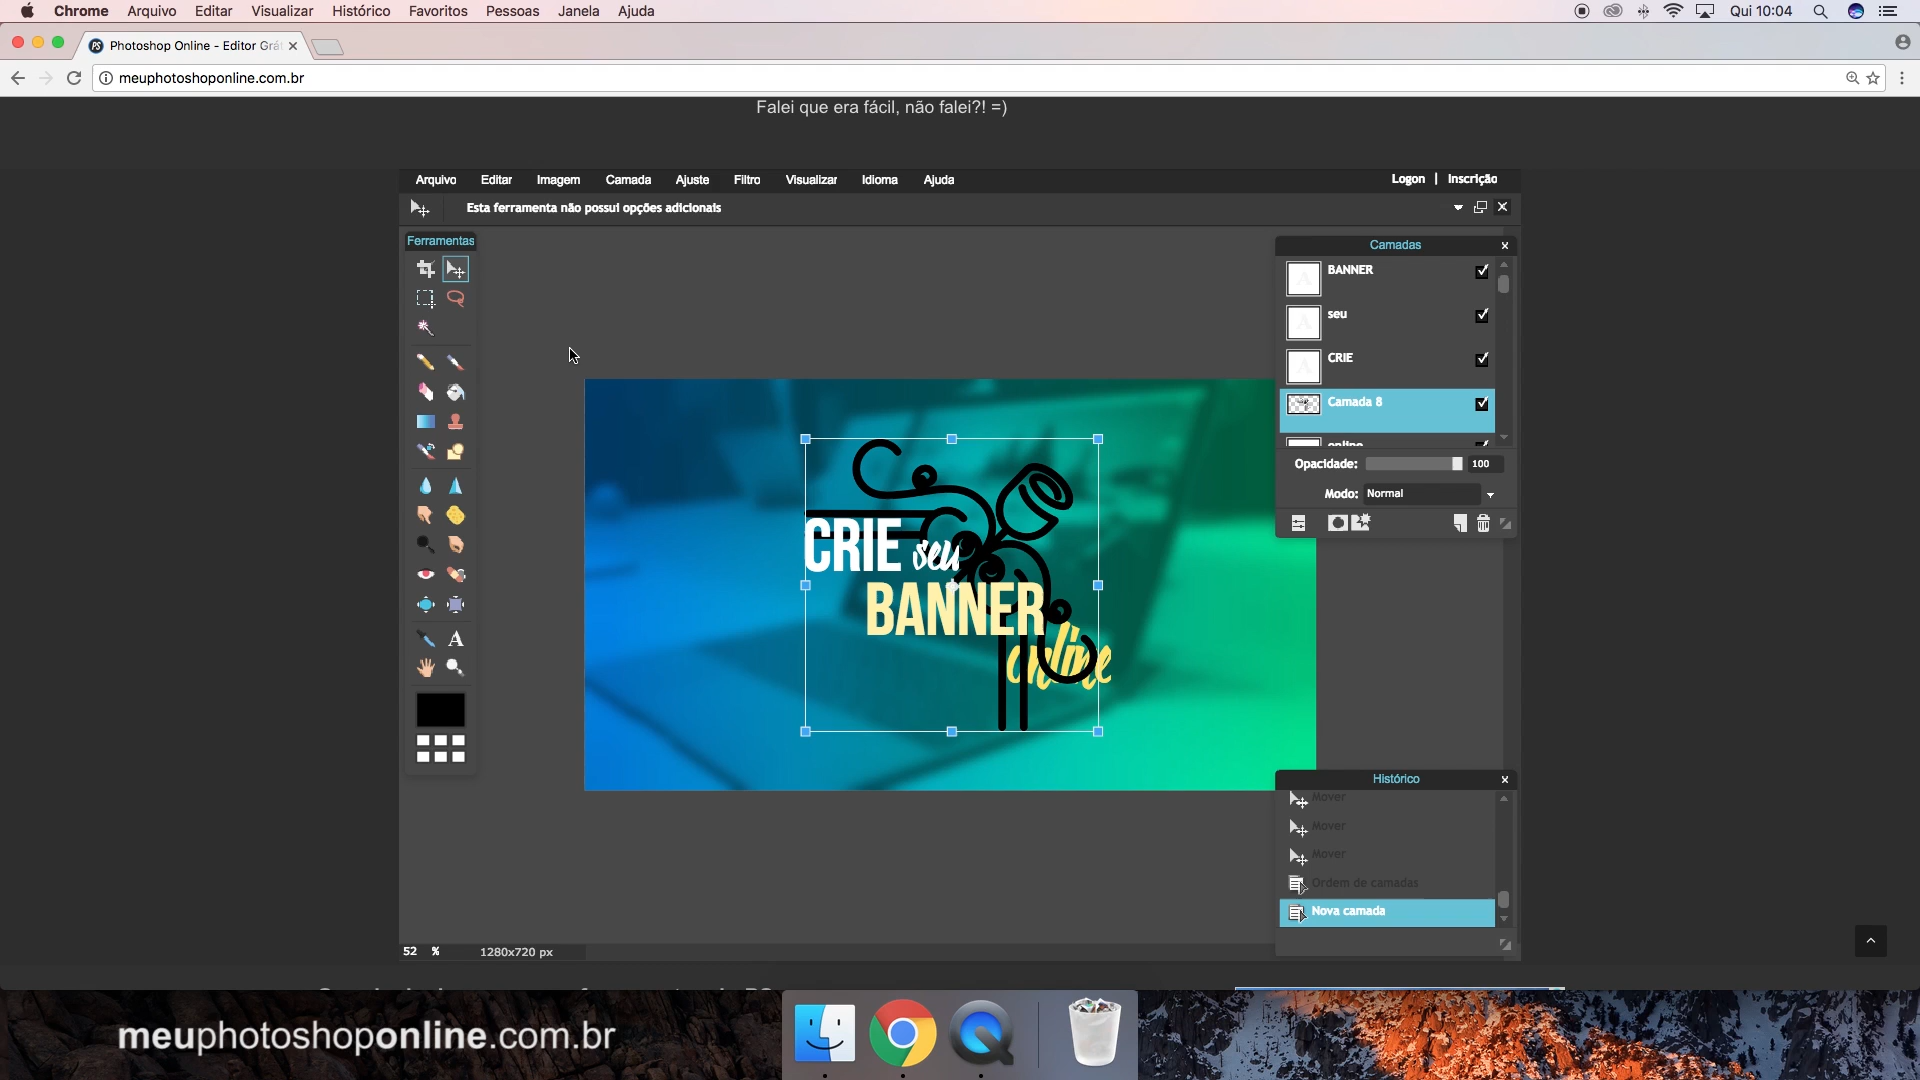 Chrome Arquivo Editar Visualizar Histórico Favoritos Pessoas Janela Ajuda Qui 10:04
Photoshop Online - Editor Grá
meuphotoshoponline.com.br
Falei que era fácil, não falei?! =)
Arquivo Editar Imagem Camada Ajuste Filtro Visualizar Idioma Ajuda Logon | Inscrição
Esta ferramenta não possui opções adicionais
Ferramentas
Camadas
BANNER
seu
CRIE
Camada 8
online
Opacidade: 100
Modo: Normal
CRIE seu
BANNER
online
Histórico
Mover
Mover
Mover
Ordem de camadas
Nova camada
52 % 1280x720 px
meuphotoshoponline.com.br